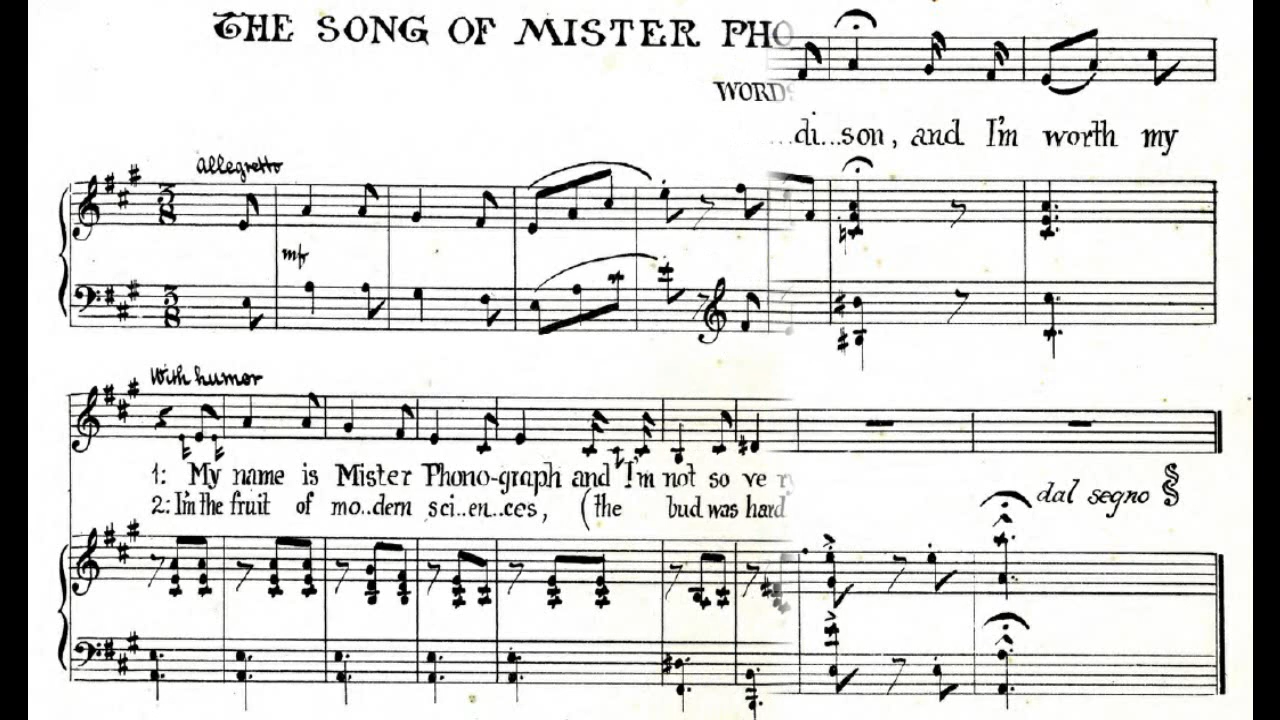 THE SONG OF MISTER PHO
WORDS
...di...son, and I'm worth my
Allegretto
mf
With humor
1: My name is Mister Phono-graph and I'm not so ve ry
2: I'm the fruit of mo..dern sci..en..ces, (the bud was hard
dal segno